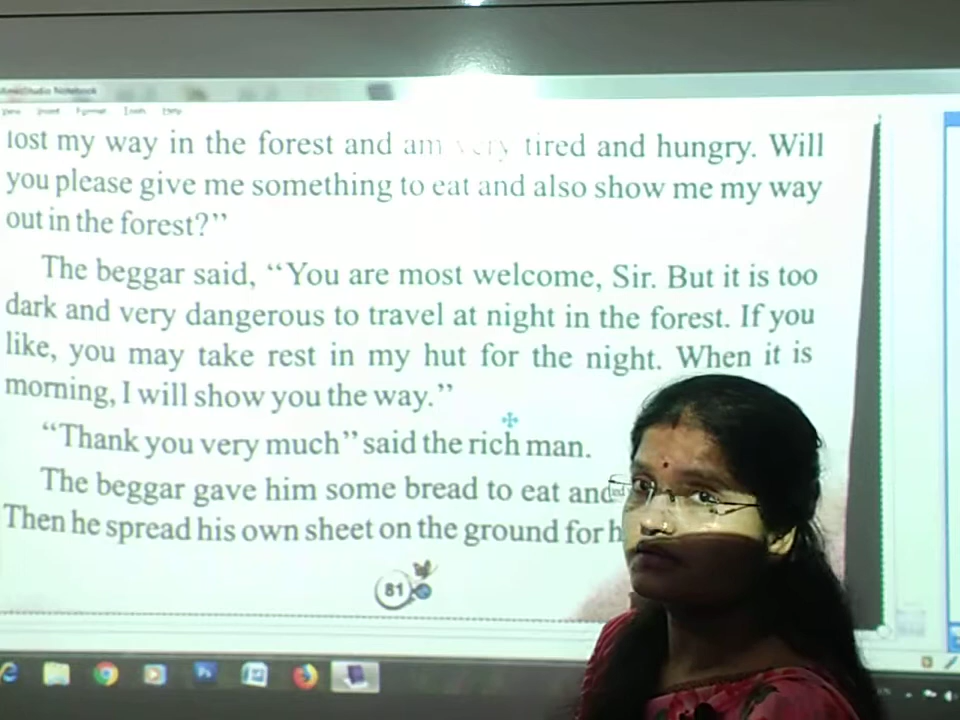 Notebook
Format
Help
lost my way in the forest and am very tired and hungry. Will
you please give me something to eat and also show me my way
out in the forest?”
The beggar said, “You are most welcome, Sir. But it is too
dark and very dangerous to travel at night in the forest. If you
like, you may take rest in my hut for the night. When it is
morning, I will show you the way.”
“Thank you very much” said the rich man.
The beggar gave him some bread to eat and
Then he spread his own sheet on the ground for h
81